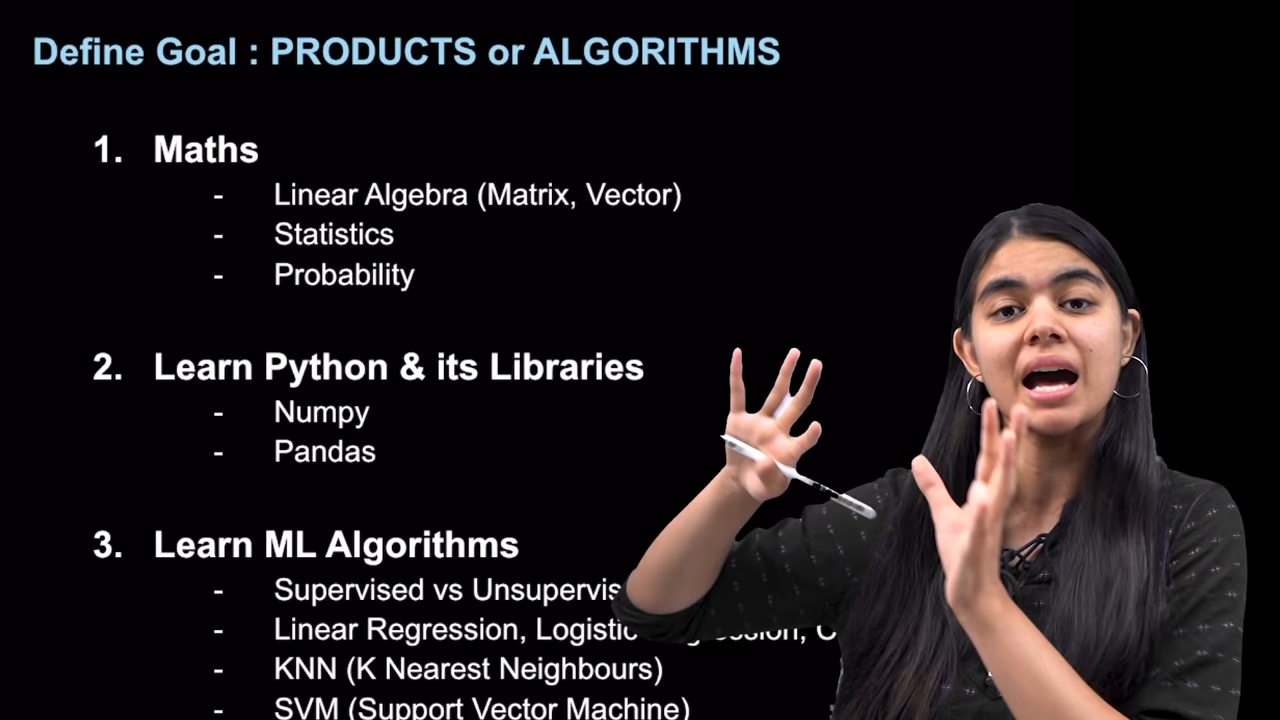 Define Goal : PRODUCTS or ALGORITHMS
1. Maths
- Linear Algebra (Matrix, Vector)
- Statistics
- Probability
2. Learn Python & its Libraries
- Numpy
- Pandas
3. Learn ML Algorithms
- Supervised vs
- Linear Regression, Logistic
- KNN (K Nearest Neighbours)
- SVM (Support Vector Machine)